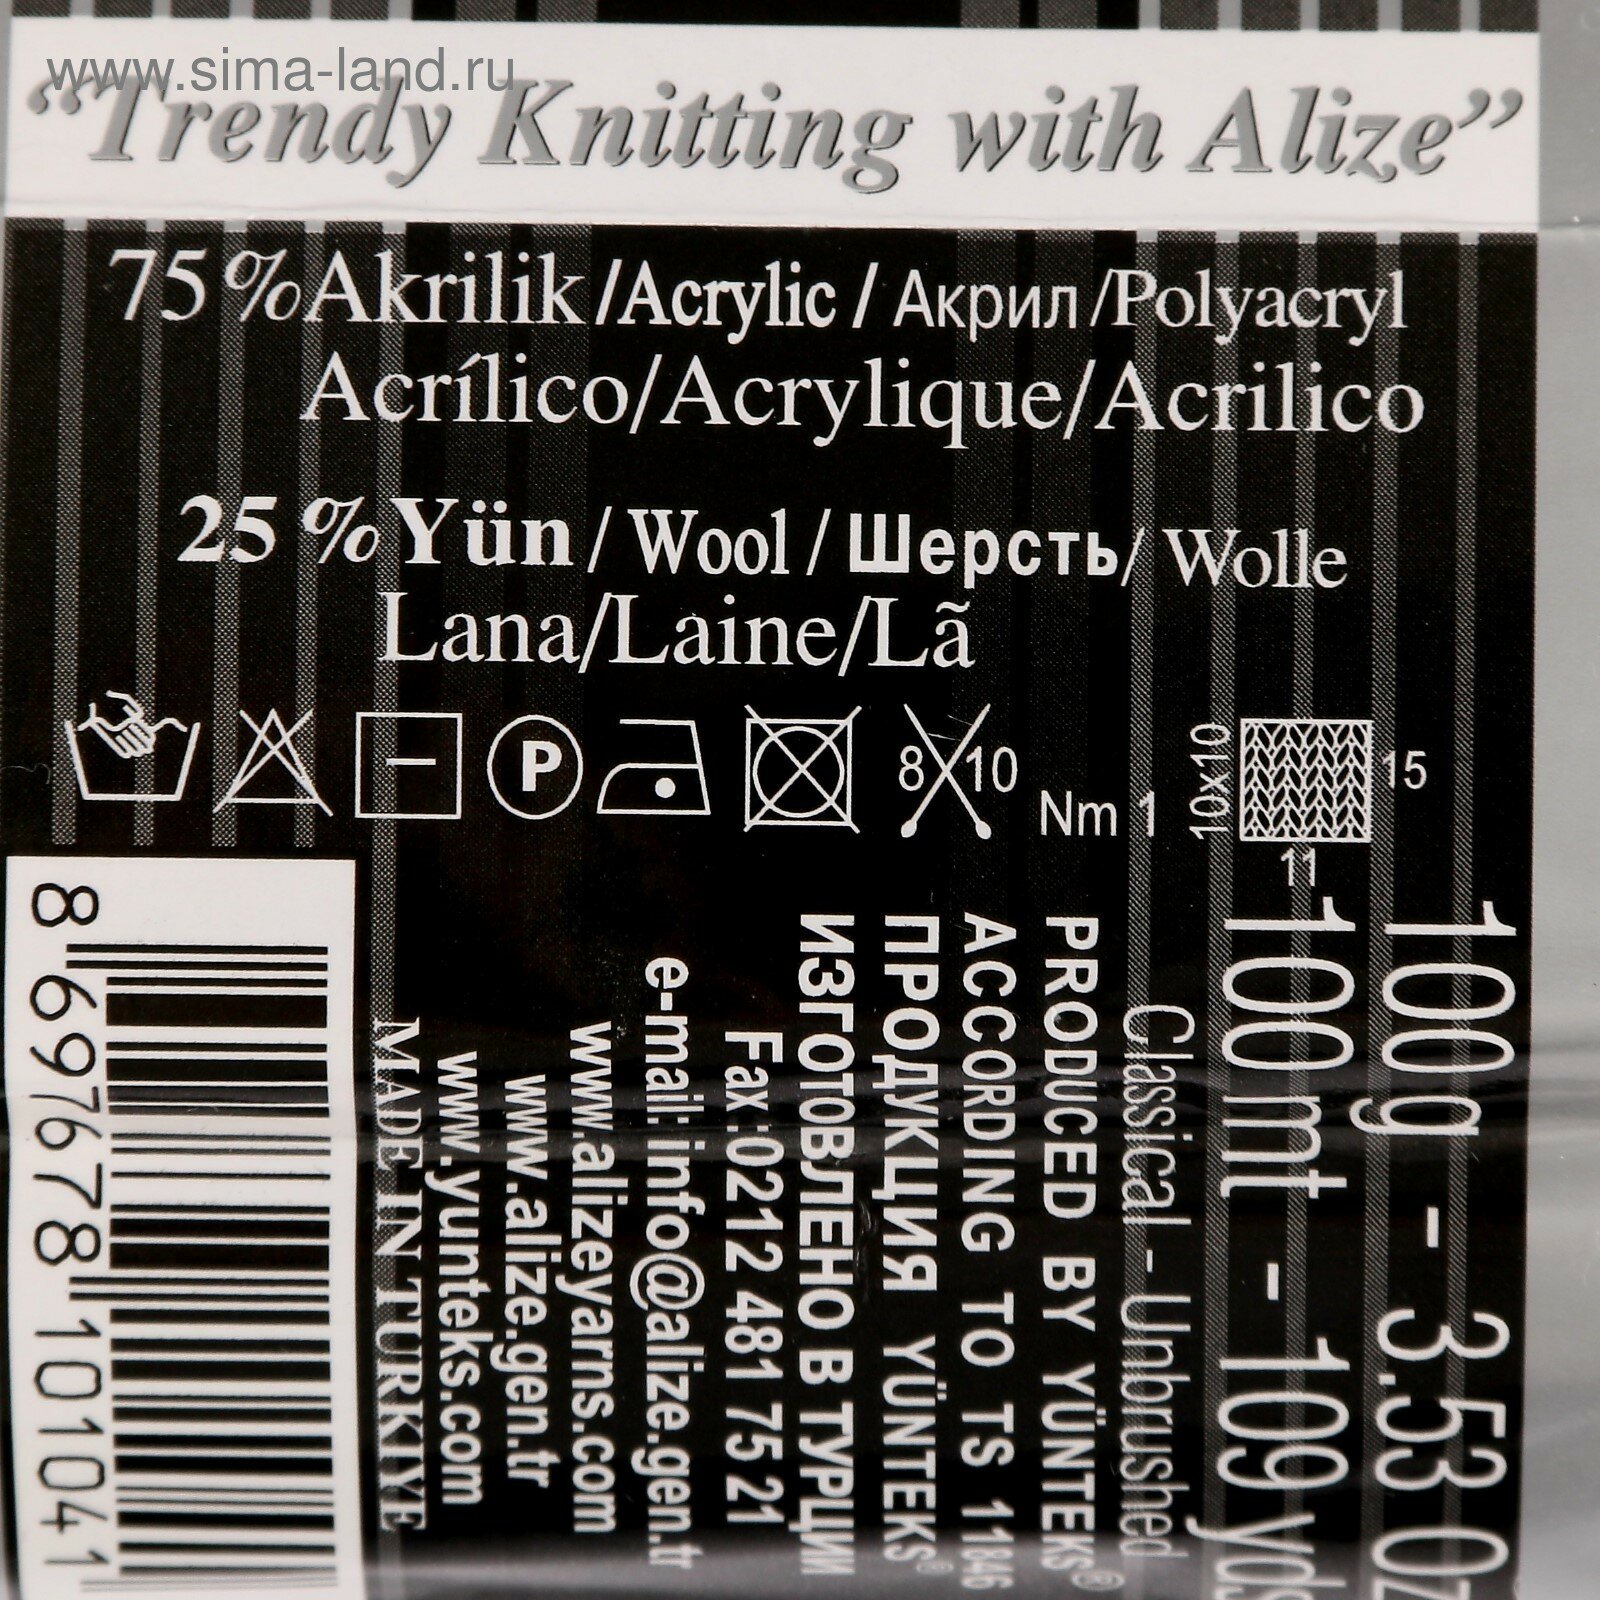 www.sima-land.ru
“Trendy Knitting with Alize”
75%Akrilik/Acrylic/Акрил/Polyacryl
Acrílico/Acrylique/Acrilico
25%Yün/Wool/Шерсть/Wolle
Lana/Laine/Lã
P
8 10
Nm 1
10x10
15
11
100g - 3.53 oz
100mt - 109 yds
Classical - Unbrushed
PRODUCED BY YÜNTEKS®
ACCORDING TO TS 11846
ПРОДУКЦИЯ YÜNTEKS®
ИЗГОТОВЛЕНО В ТУРЦИИ
Fax:0212 481 75 21
e-mail: info@alize.gen.tr
www.alizeyarns.com
www.alize.gen.tr
www.yunteks.com
MADE IN TURKIYE
8 697678 101041